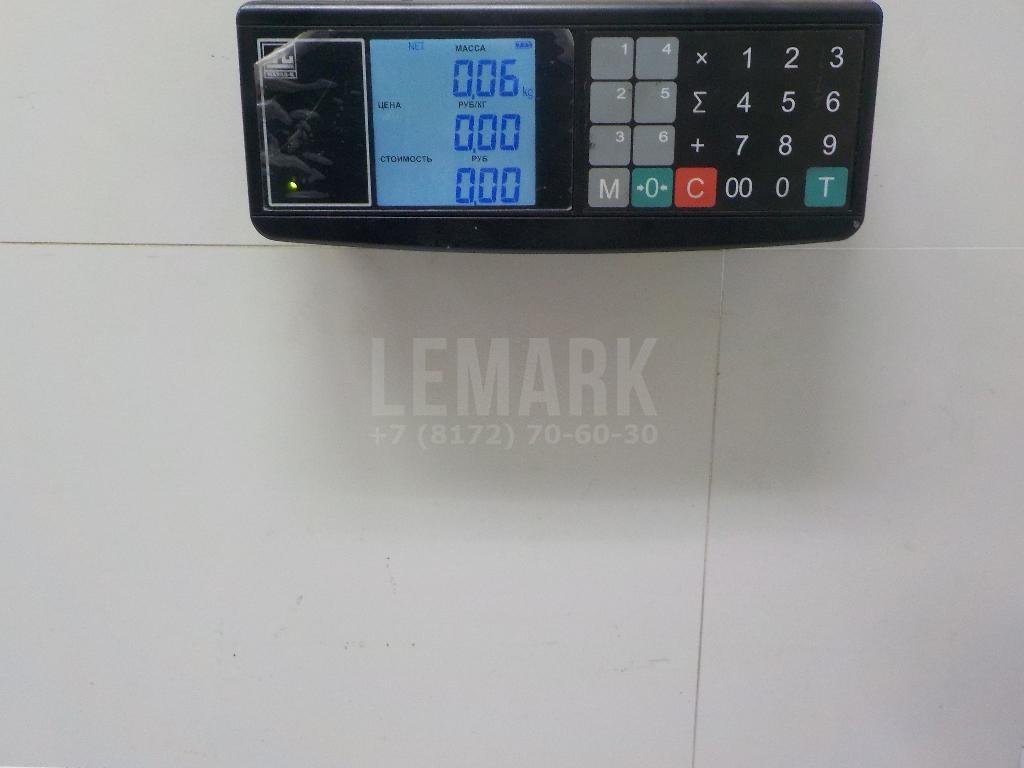 NET МАССА
0.06 kg
ЦЕНА РУБ/КГ
0.00
СТОИМОСТЬ РУБ
0.00
1 4 × 1 2 3
2 5 Σ 4 5 6
3 6 + 7 8 9
M →0← C 00 0 T
LEMARK
+7 (8172) 70-60-30